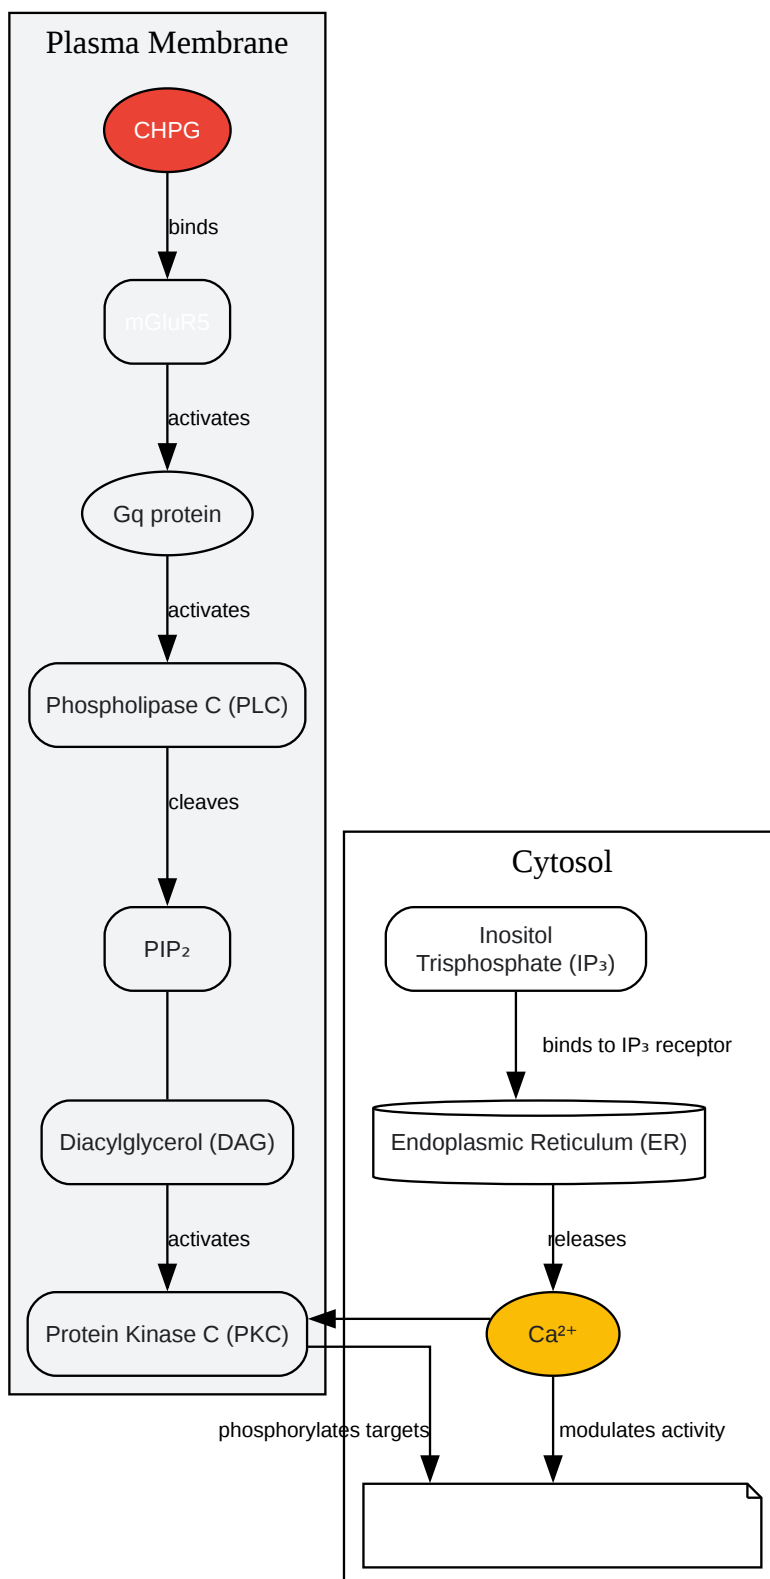 Plasma Membrane
CHPG
binds
mGluR5
activates
Gq protein
activates
Phospholipase C (PLC)
cleaves
PIP₂
Diacylglycerol (DAG)
activates
Protein Kinase C (PKC)
phosphorylates targets
Cytosol
Inositol
Trisphosphate (IP₃)
binds to IP₃ receptor
Endoplasmic Reticulum (ER)
releases
Ca²⁺
modulates activity